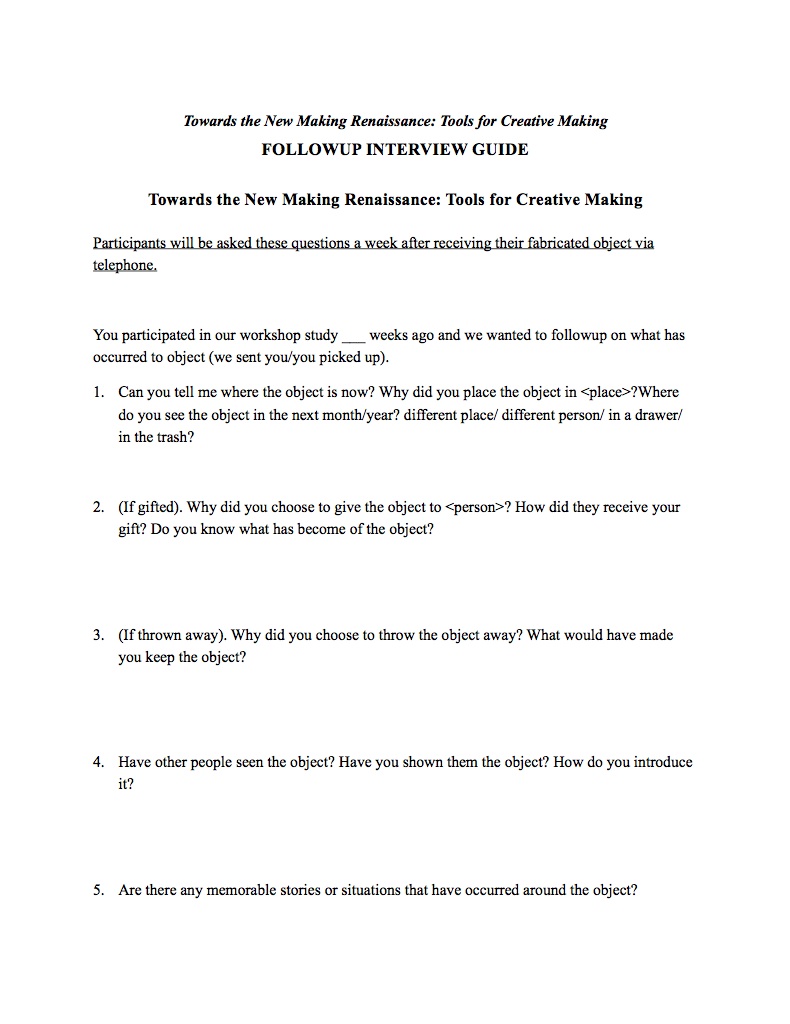 Towards the New Making Renaissance: Tools for Creative Making
FOLLOWUP INTERVIEW GUIDE
Towards the New Making Renaissance: Tools for Creative Making
Participants will be asked these questions a week after receiving their fabricated object via
telephone.
You participated in our workshop study ___ weeks ago and we wanted to followup on what has
occurred to object (we sent you/you picked up).
1. Can you tell me where the object is now? Why did you place the object in <place>?Where
do you see the object in the next month/year? different place/ different person/ in a drawer/
in the trash?
2. (If gifted). Why did you choose to give the object to <person>? How did they receive your
gift? Do you know what has become of the object?
3. (If thrown away). Why did you choose to throw the object away? What would have made
you keep the object?
4. Have other people seen the object? Have you shown them the object? How do you introduce
it?
5. Are there any memorable stories or situations that have occurred around the object?